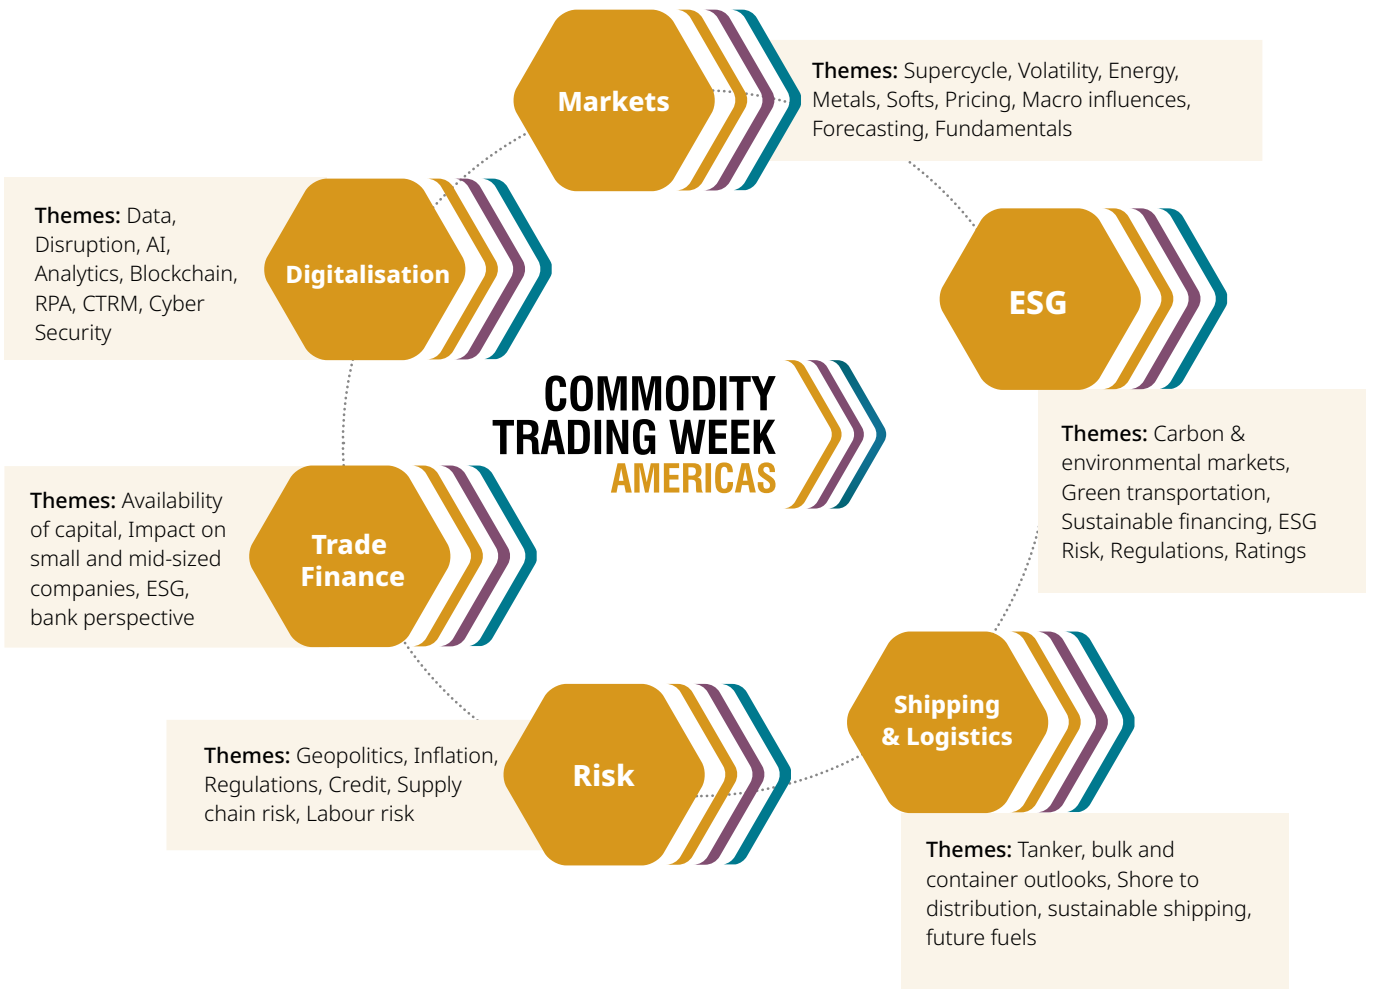 Markets
Themes: Supercycle, Volatility, Energy,
Metals, Softs, Pricing, Macro influences,
Forecasting, Fundamentals
Themes: Data,
Disruption, AI,
Analytics, Blockchain,
RPA, CTRM, Cyber
Security
Digitalisation
ESG
Themes: Carbon &
environmental markets,
Green transportation,
Sustainable financing, ESG
Risk, Regulations, Ratings
COMMODITY
TRADING WEEK
AMERICAS
Themes: Availability
of capital, Impact on
small and mid-sized
companies, ESG,
bank perspective
Trade
Finance
Shipping
& Logistics
Themes: Tanker, bulk and
container outlooks, Shore to
distribution, sustainable shipping,
future fuels
Themes: Geopolitics, Inflation,
Regulations, Credit, Supply
chain risk, Labour risk
Risk